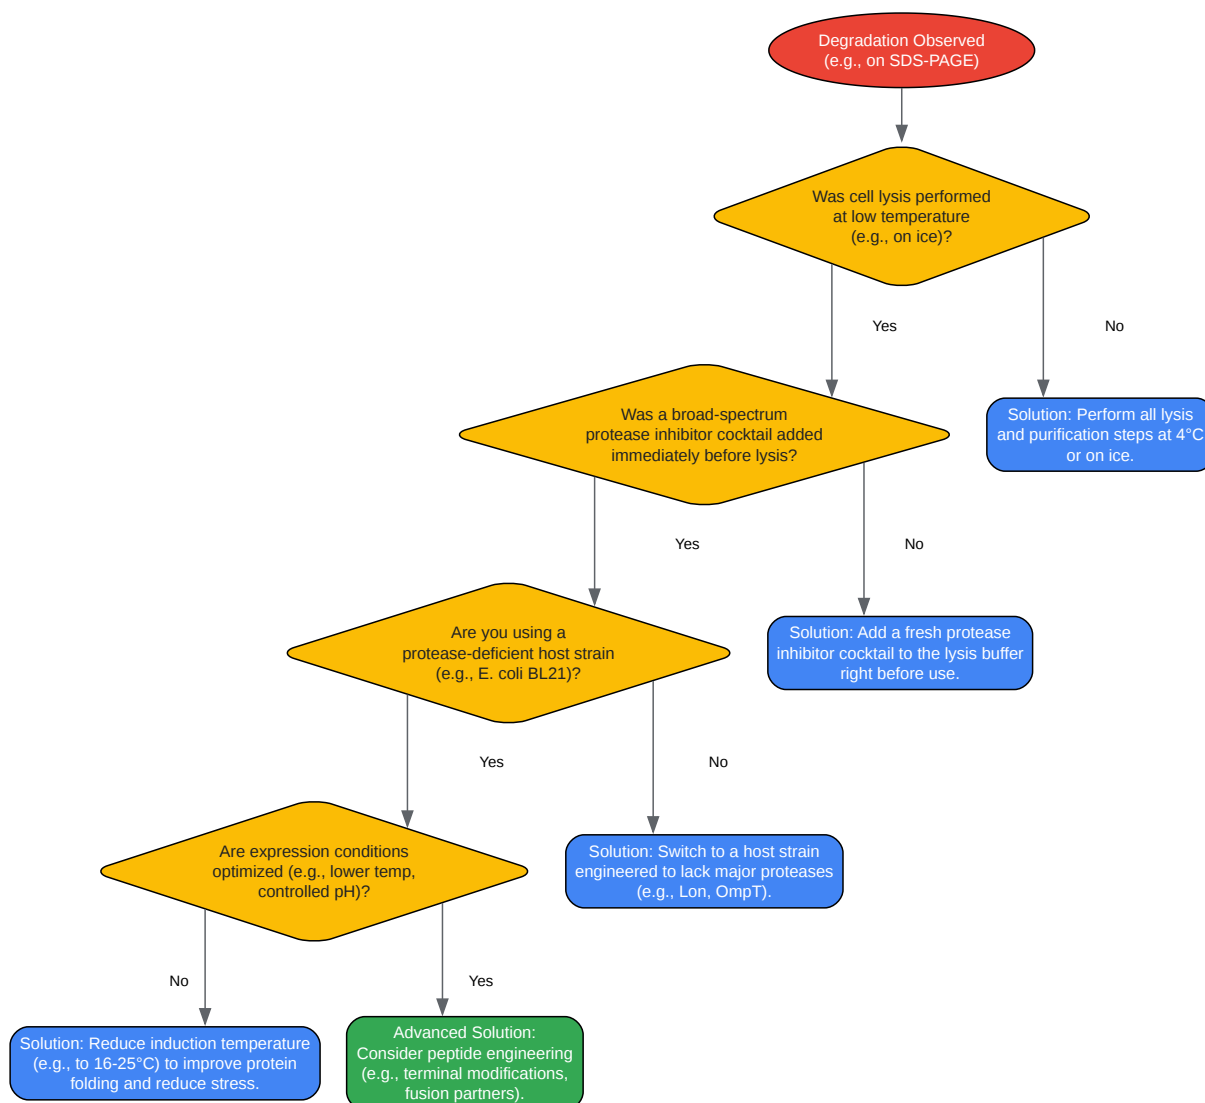 Degradation Observed
(e.g., on SDS-PAGE)
Was cell lysis performed
at low temperature
(e.g., on ice)?
Yes
No
Was a broad-spectrum
protease inhibitor cocktail added
immediately before lysis?
Solution: Perform all lysis
and purification steps at 4°C
or on ice.
Yes
No
Are you using a
protease-deficient host strain
(e.g., E. coli BL21)?
Solution: Add a fresh protease
inhibitor cocktail to the lysis buffer
right before use.
Yes
No
Are expression conditions
optimized (e.g., lower temp,
controlled pH)?
Solution: Switch to a host strain
engineered to lack major proteases
(e.g., Lon, OmpT).
No
Yes
Solution: Reduce induction temperature
(e.g., to 16-25°C) to improve protein
folding and reduce stress.
Advanced Solution:
Consider peptide engineering
(e.g., terminal modifications,
fusion partners).